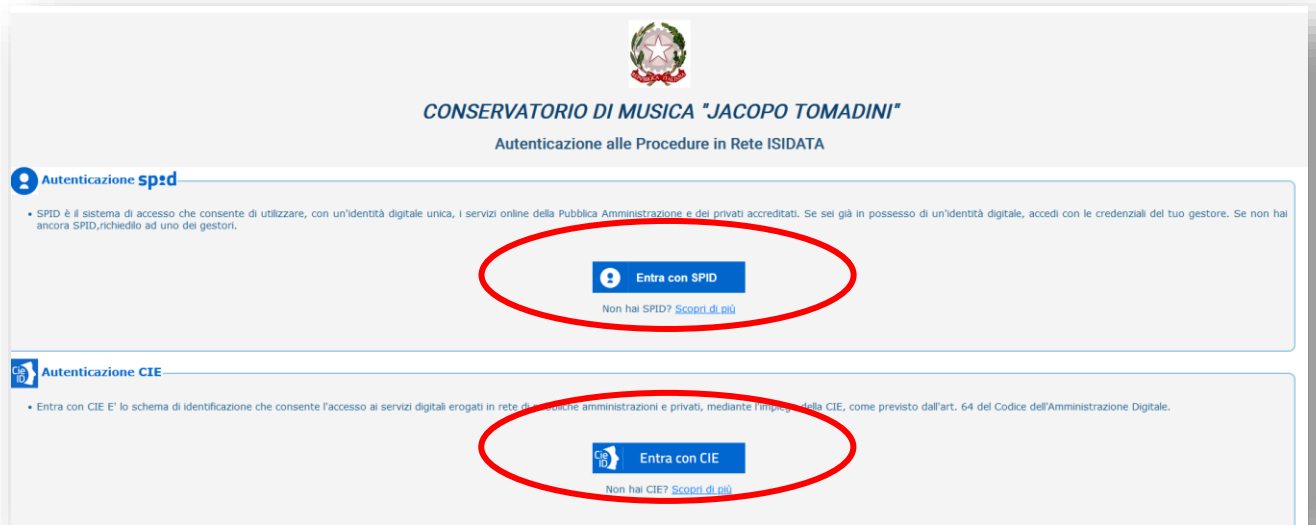 CONSERVATORIO DI MUSICA "JACOPO TOMADINI"
Autenticazione alle Procedure in Rete ISIDATA
Autenticazione spid
• SPID è il sistema di accesso che consente di utilizzare, con un'identità digitale unica, i servizi online della Pubblica Amministrazione e dei privati accreditati. Se sei già in possesso di un'identità digitale, accedi con le credenziali del tuo gestore. Se non hai
ancora SPID,richiedilo ad uno dei gestori.
Entra con SPID
Non hai SPID? Scopri di più
Cie ID Autenticazione CIE
• Entra con CIE E' lo schema di identificazione che consente l'accesso ai servizi digitali erogati in rete di pubbliche amministrazioni e privati, mediante l'impiego della CIE, come previsto dall'art. 64 del Codice dell'Amministrazione Digitale.
Cie ID Entra con CIE
Non hai CIE? Scopri di più